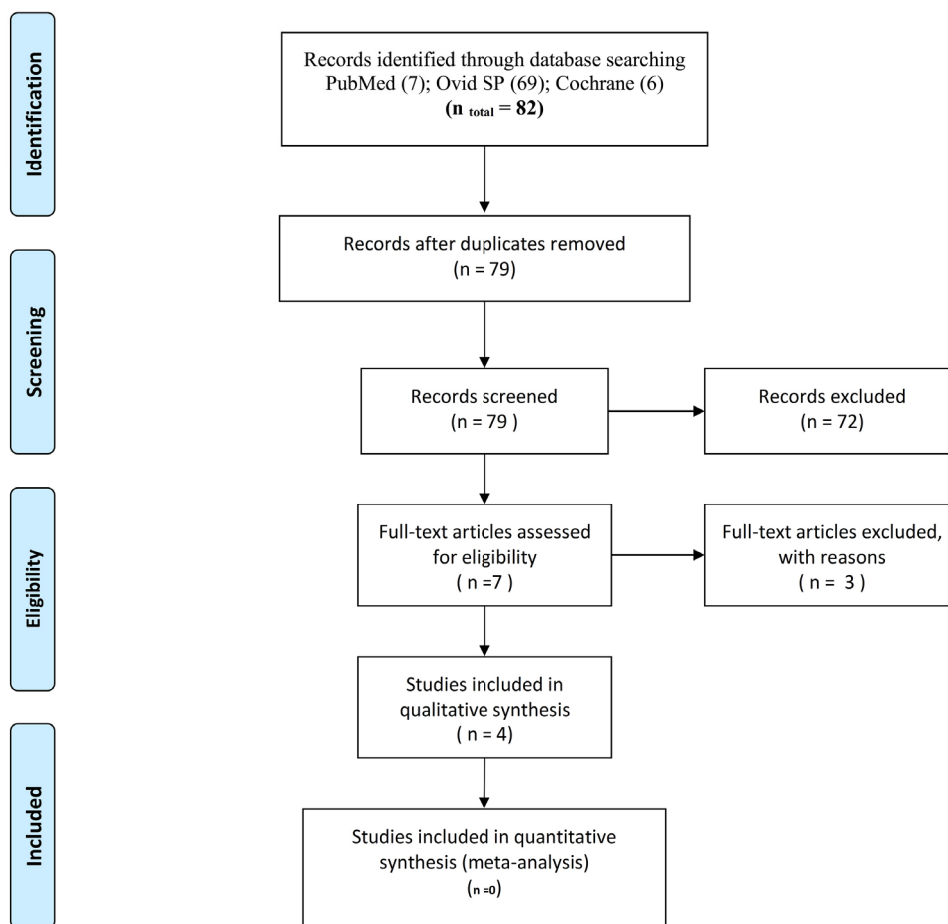 Identification
Records identified through database searching
PubMed (7); Ovid SP (69); Cochrane (6)
(n total = 82)
Records after duplicates removed
(n = 79)
Screening
Records screened
(n = 79 )
Records excluded
(n = 72)
Eligibility
Full-text articles assessed
for eligibility
( n =7 )
Full-text articles excluded,
with reasons
( n = 3 )
Studies included in
qualitative synthesis
( n = 4)
Included
Studies included in quantitative
synthesis (meta-analysis)
(n =0)